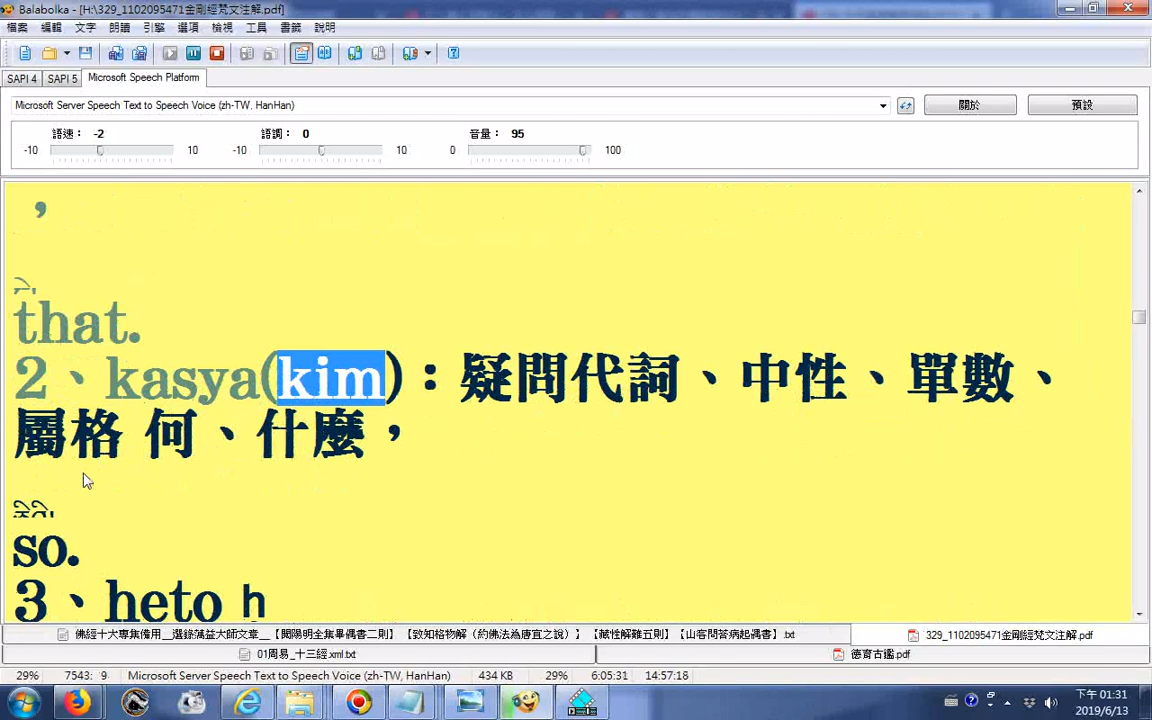 Balabolka - [H:\329_1102095471金剛經梵文注解.pdf]
檔案 編輯 文字 朗讀 引擎 選項 檢視 工具 書籤 說明
SAPI 4 SAPI 5 Microsoft Speech Platform
Microsoft Server Speech Text to Speech Voice (zh-TW, HanHan) 關於 預設
語速： -2 語調： 0 音量： 95
-10 10 -10 10 0 100
，
that.
2、kasya(kim)：疑問代詞、中性、單數、
屬格 何、什麼，
so.
3、heto h
佛經十大專集備用__選錄蕅益大師文章__【閱陽明全集畢偶書二則】【致知格物解（約佛法為唐宜之說）】【藏性解難五則】【山客問答病起偶書】.txt 329_1102095471金剛經梵文注解.pdf
01周易_十三經.xml.txt 德育古鑑.pdf
29% 7543: 9 Microsoft Server Speech Text to Speech Voice (zh-TW, HanHan) 434 KB 29% 6:05:31 14:57:18
下午 01:31
2019/6/13